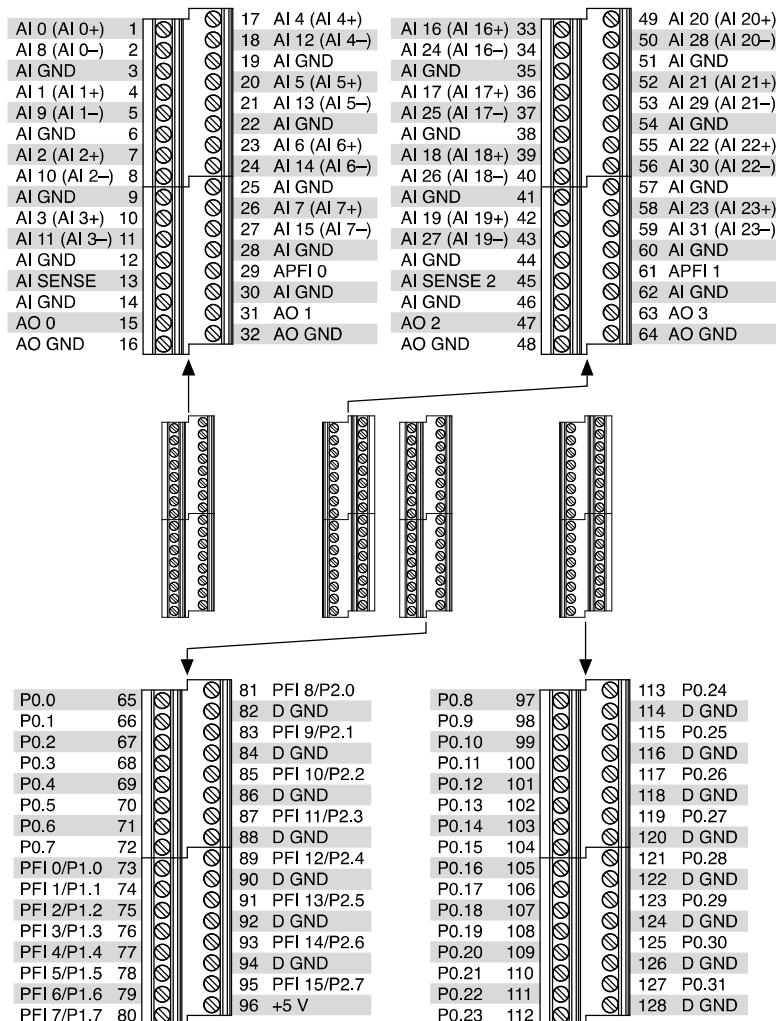 AI 0 (AI 0+) 1
AI 8 (AI 0–) 2
AI GND 3
AI 1 (AI 1+) 4
AI 9 (AI 1–) 5
AI GND 6
AI 2 (AI 2+) 7
AI 10 (AI 2–) 8
AI GND 9
AI 3 (AI 3+) 10
AI 11 (AI 3–) 11
AI GND 12
AI SENSE 13
AI GND 14
AO 0 15
AO GND 16
17 AI 4 (AI 4+)
18 AI 12 (AI 4–)
19 AI GND
20 AI 5 (AI 5+)
21 AI 13 (AI 5–)
22 AI GND
23 AI 6 (AI 6+)
24 AI 14 (AI 6–)
25 AI GND
26 AI 7 (AI 7+)
27 AI 15 (AI 7–)
28 AI GND
29 APFI 0
30 AI GND
31 AO 1
32 AO GND
AI 16 (AI 16+) 33
AI 24 (AI 16–) 34
AI GND 35
AI 17 (AI 17+) 36
AI 25 (AI 17–) 37
AI GND 38
AI 18 (AI 18+) 39
AI 26 (AI 18–) 40
AI GND 41
AI 19 (AI 19+) 42
AI 27 (AI 19–) 43
AI GND 44
AI SENSE 2 45
AI GND 46
AO 2 47
AO GND 48
49 AI 20 (AI 20+)
50 AI 28 (AI 20–)
51 AI GND
52 AI 21 (AI 21+)
53 AI 29 (AI 21–)
54 AI GND
55 AI 22 (AI 22+)
56 AI 30 (AI 22–)
57 AI GND
58 AI 23 (AI 23+)
59 AI 31 (AI 23–)
60 AI GND
61 APFI 1
62 AI GND
63 AO 3
64 AO GND
P0.0 65
P0.1 66
P0.2 67
P0.3 68
P0.4 69
P0.5 70
P0.6 71
P0.7 72
PFI 0/P1.0 73
PFI 1/P1.1 74
PFI 2/P1.2 75
PFI 3/P1.3 76
PFI 4/P1.4 77
PFI 5/P1.5 78
PFI 6/P1.6 79
PFI 7/P1.7 80
81 PFI 8/P2.0
82 D GND
83 PFI 9/P2.1
84 D GND
85 PFI 10/P2.2
86 D GND
87 PFI 11/P2.3
88 D GND
89 PFI 12/P2.4
90 D GND
91 PFI 13/P2.5
92 D GND
93 PFI 14/P2.6
94 D GND
95 PFI 15/P2.7
96 +5 V
P0.8 97
P0.9 98
P0.10 99
P0.11 100
P0.12 101
P0.13 102
P0.14 103
P0.15 104
P0.16 105
P0.17 106
P0.18 107
P0.19 108
P0.20 109
P0.21 110
P0.22 111
P0.23 112
113 P0.24
114 D GND
115 P0.25
116 D GND
117 P0.26
118 D GND
119 P0.27
120 D GND
121 P0.28
122 D GND
123 P0.29
124 D GND
125 P0.30
126 D GND
127 P0.31
128 D GND